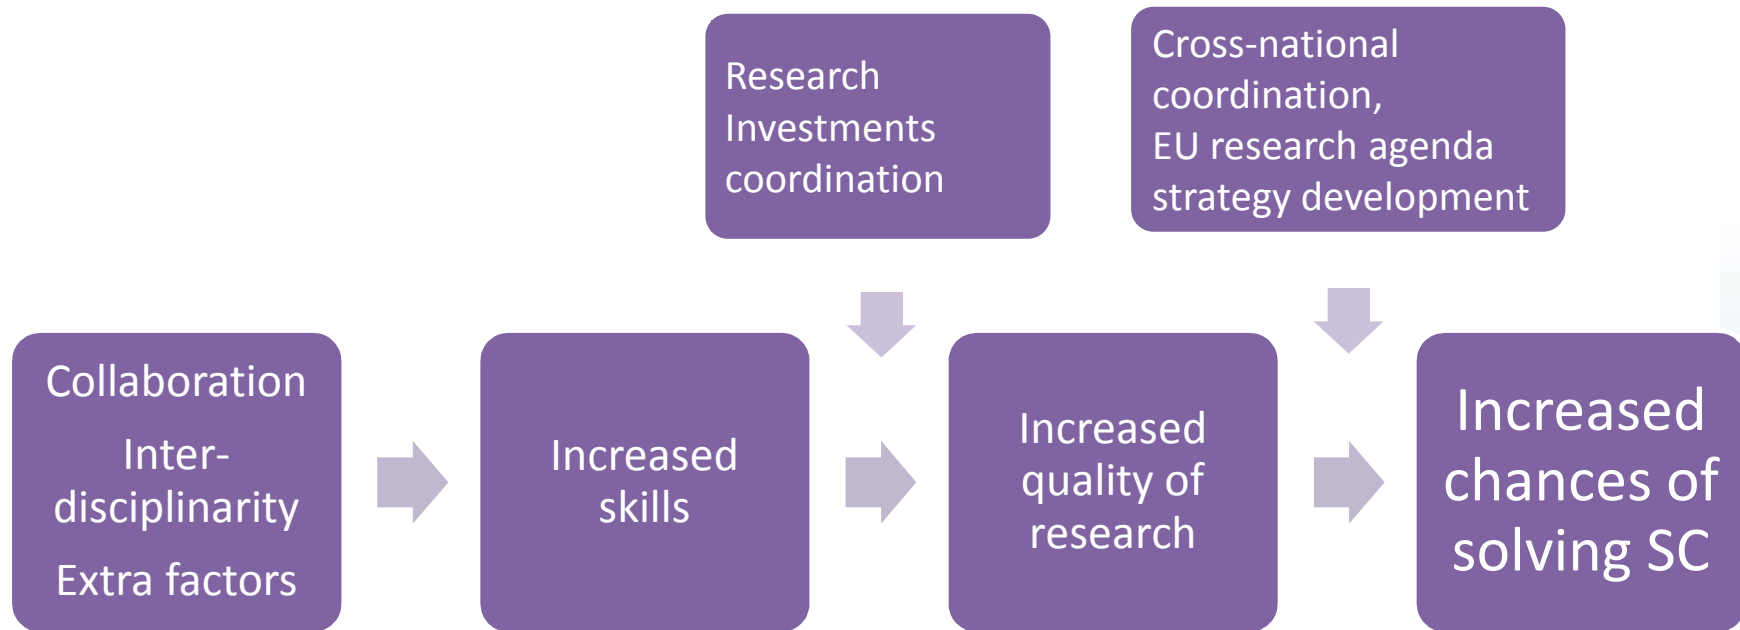 Research
Investments
coordination
Cross-national
coordination,
EU research agenda
strategy development
Collaboration
Inter-
disciplinarity
Extra factors
Increased
skills
Increased
quality of
research
Increased
chances of
solving SC